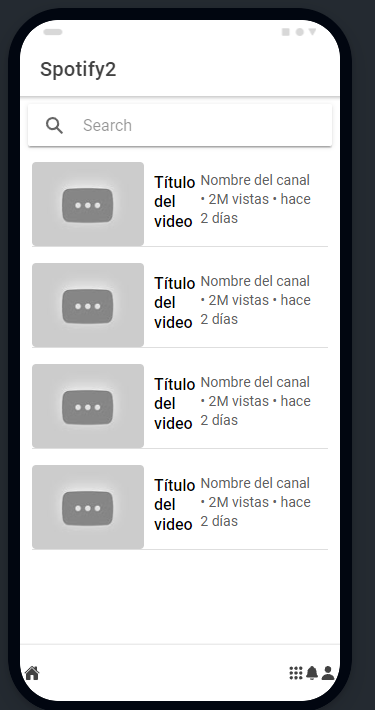 Spotify2
Search
Título
del
video
Nombre del canal
• 2M vistas • hace
2 días
Título
del
video
Nombre del canal
• 2M vistas • hace
2 días
Título
del
video
Nombre del canal
• 2M vistas • hace
2 días
Título
del
video
Nombre del canal
• 2M vistas • hace
2 días